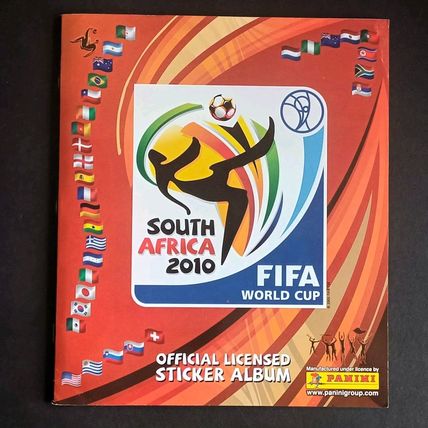 SOUTH
AFRICA
2010
FIFA
WORLD CUP
OFFICIAL LICENSED
STICKER ALBUM
Manufactured under licence by
PANINI
www.paninigroup.com